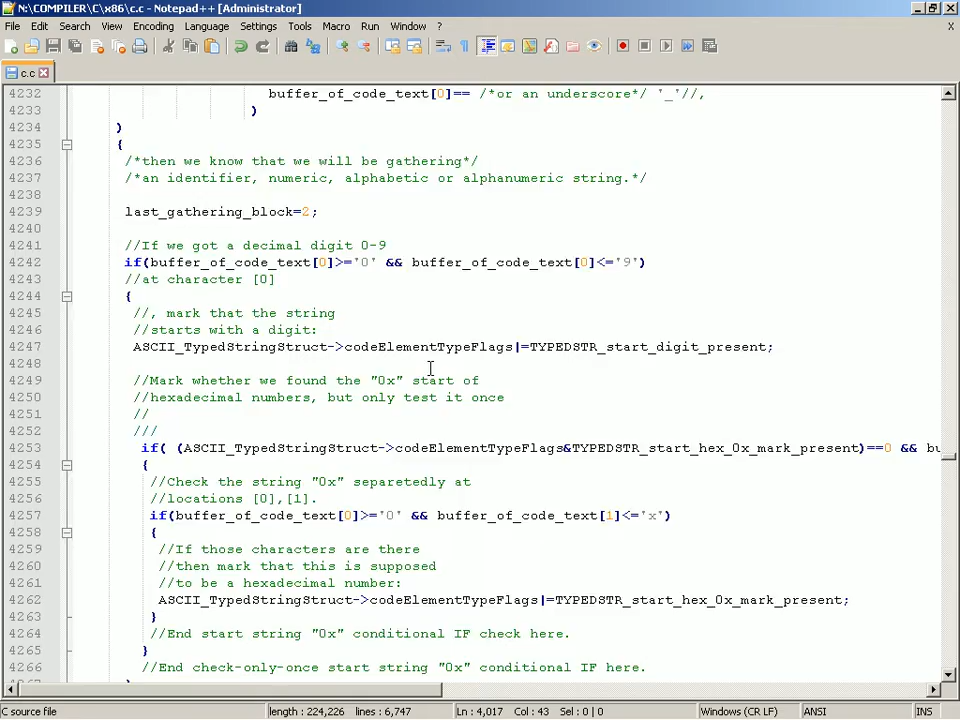 N:\COMPILER\C\x86\c.c - Notepad++ [Administrator]
File Edit Search View Encoding Language Settings Tools Macro Run Window ? X
c.c
4232 buffer_of_code_text[0]== /*or an underscore*/ '_'//,
4233 )
4234 )
4235 {
4236 /*then we know that we will be gathering*/
4237 /*an identifier, numeric, alphabetic or alphanumeric string.*/
4238
4239 last_gathering_block=2;
4240
4241 //If we got a decimal digit 0-9
4242 if(buffer_of_code_text[0]>='0' && buffer_of_code_text[0]<='9')
4243 //at character [0]
4244 {
4245 //, mark that the string
4246 //starts with a digit:
4247 ASCII_TypedStringStruct->codeElementTypeFlags|=TYPEDSTR_start_digit_present;
4248
4249 //Mark whether we found the "0x" start of
4250 //hexadecimal numbers, but only test it once
4251 //
4252 ///
4253 if( (ASCII_TypedStringStruct->codeElementTypeFlags&TYPEDSTR_start_hex_0x_mark_present)==0 && bu
4254 {
4255 //Check the string "0x" separetedly at
4256 //locations [0],[1].
4257 if(buffer_of_code_text[0]>='0' && buffer_of_code_text[1]<='x')
4258 {
4259 //If those characters are there
4260 //then mark that this is supposed
4261 //to be a hexadecimal number:
4262 ASCII_TypedStringStruct->codeElementTypeFlags|=TYPEDSTR_start_hex_0x_mark_present;
4263 }
4264 //End start string "0x" conditional IF check here.
4265 }
4266 //End check-only-once start string "0x" conditional IF here.
C source file length : 224,226 lines : 6,747 Ln : 4,017 Col : 43 Sel : 0 | 0 Windows (CR LF) ANSI INS